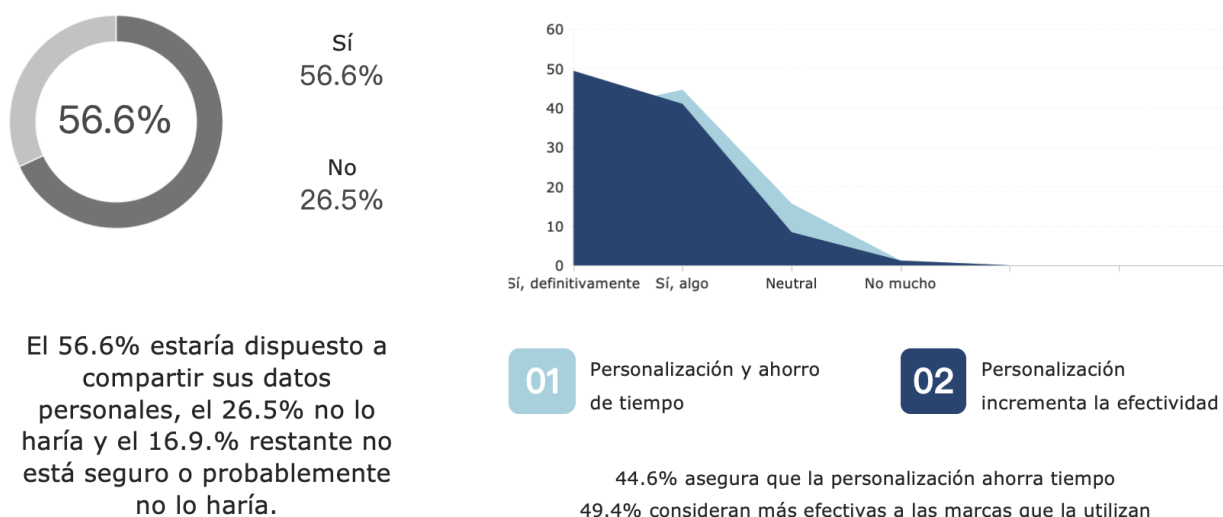 56.6%
Sí
56.6%
No
26.5%
El 56.6% estaría dispuesto a
compartir sus datos
personales, el 26.5% no lo
haría y el 16.9.% restante no
está seguro o probablemente
no lo haría.
60
50
40
30
20
10
0
Sí, definitivamente
Sí, algo
Neutral
No mucho
01
Personalización y ahorro
de tiempo
02
Personalización
incrementa la efectividad
44.6% asegura que la personalización ahorra tiempo
49.4% consideran más efectivas a las marcas que la utilizan